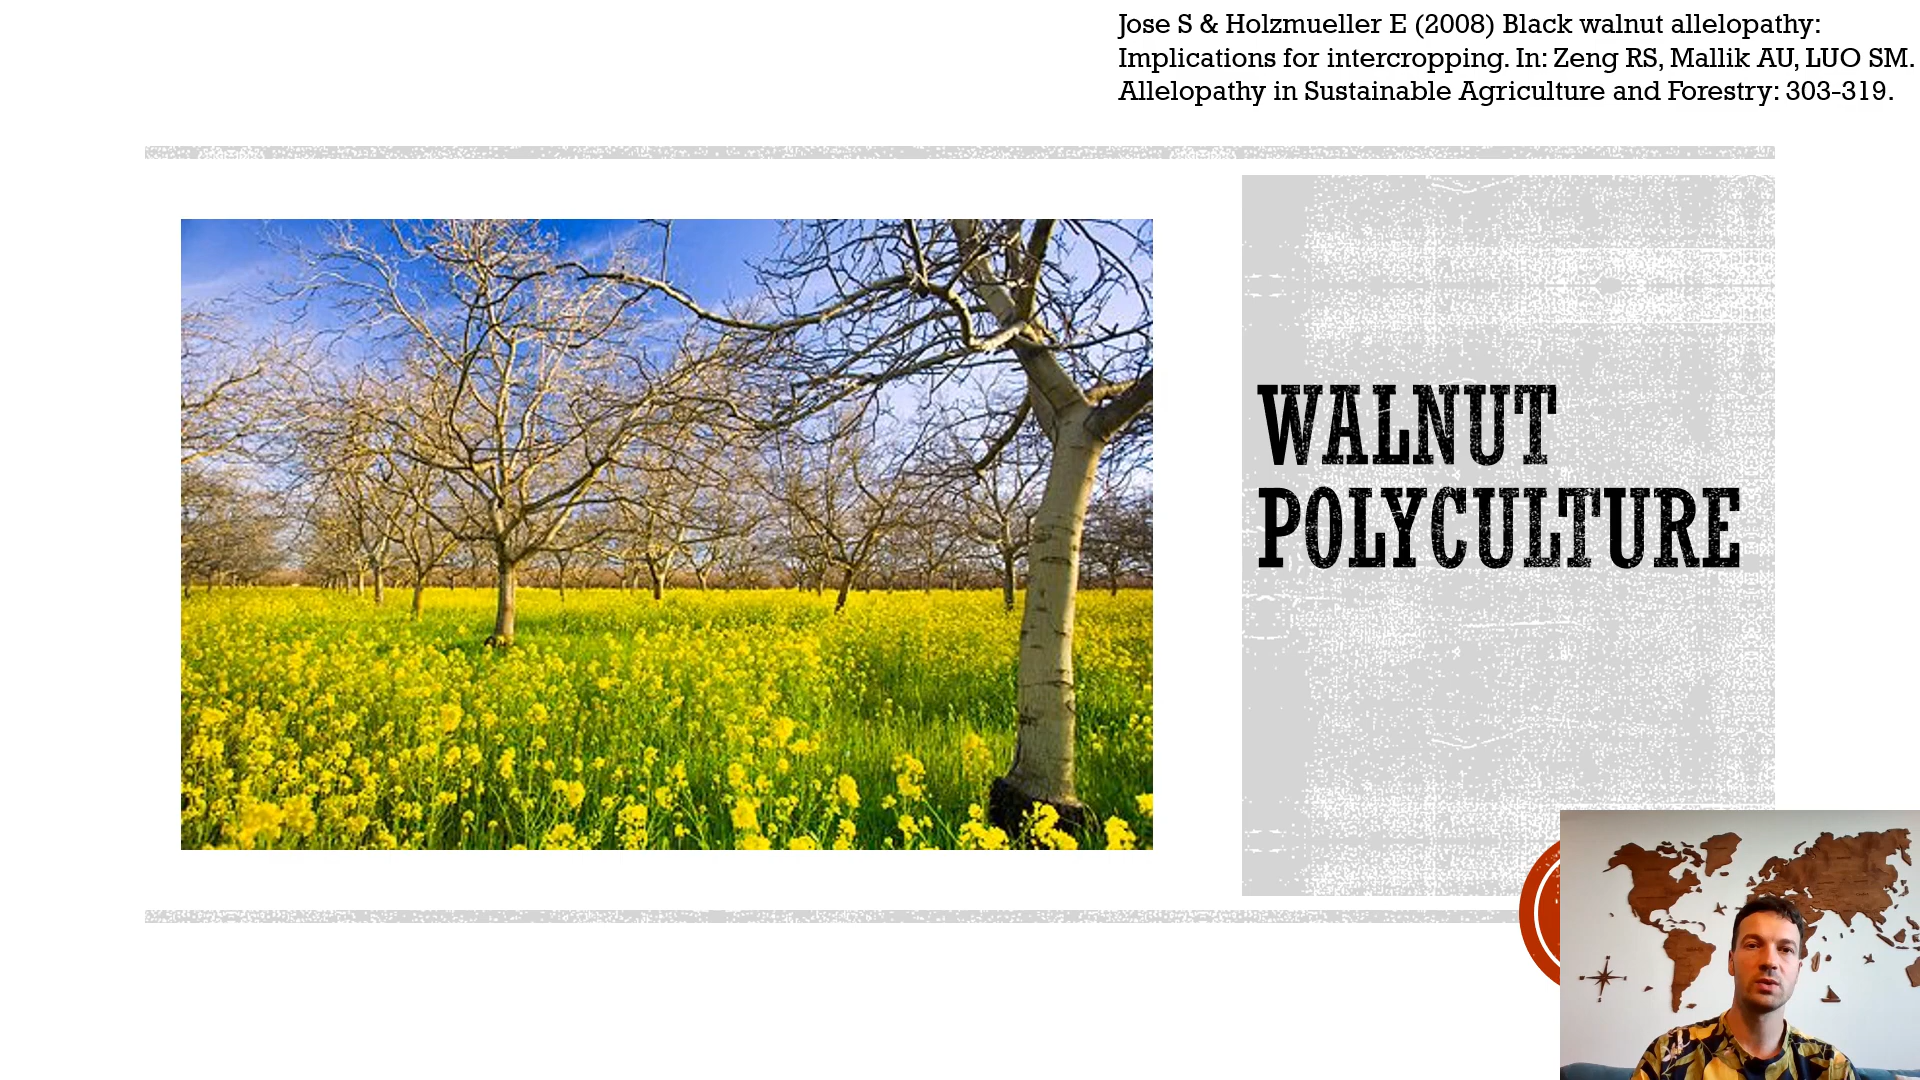 Jose S & Holzmueller E (2008) Black walnut allelopathy:
Implications for intercropping. In: Zeng RS, Mallik AU, LUO SM.
Allelopathy in Sustainable Agriculture and Forestry: 303-319.
WALNUT
POLYCULTURE